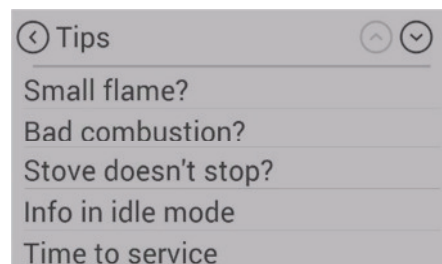 Tips
Small flame?
Bad combustion?
Stove doesn't stop?
Info in idle mode
Time to service